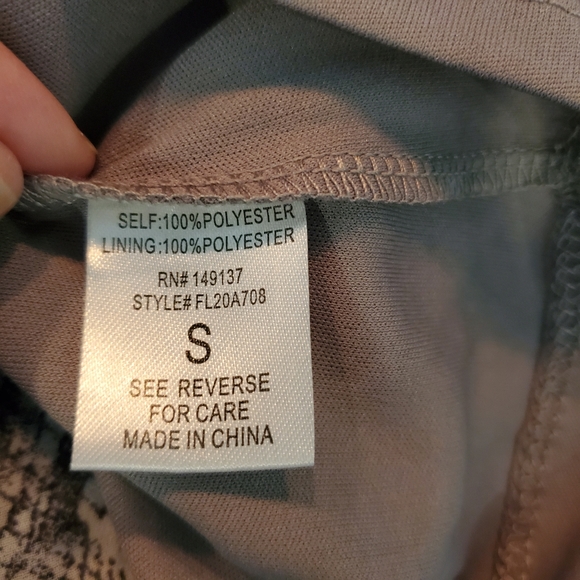 SELF:100%POLYESTER
LINING:100%POLYESTER
RN# 149137
STYLE# FL20A708
S
SEE REVERSE
FOR CARE
MADE IN CHINA